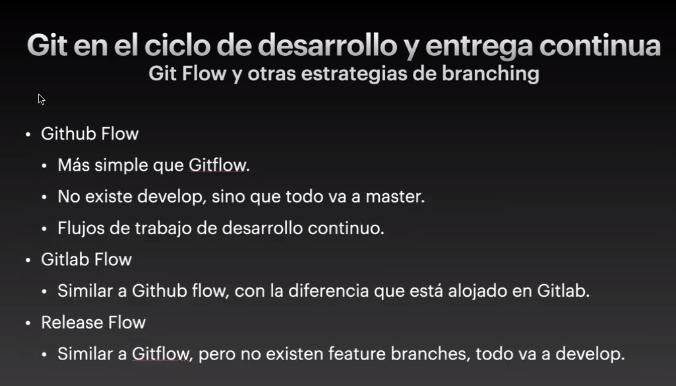 Git en el ciclo de desarrollo y entrega continua
Git Flow y otras estrategias de branching
• Github Flow
• Más simple que Gitflow.
• No existe develop, sino que todo va a master.
• Flujos de trabajo de desarrollo continuo.
• Gitlab Flow
• Similar a Github flow, con la diferencia que está alojado en Gitlab.
• Release Flow
• Similar a Gitflow, pero no existen feature branches, todo va a develop.